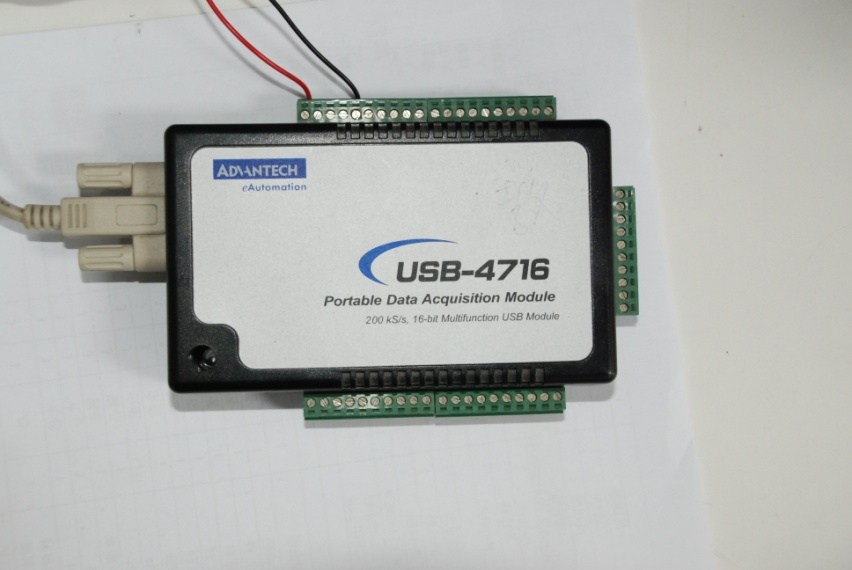 ADVANTECH
eAutomation
USB-4716
Portable Data Acquisition Module
200 kS/s, 16-bit Multifunction USB Module